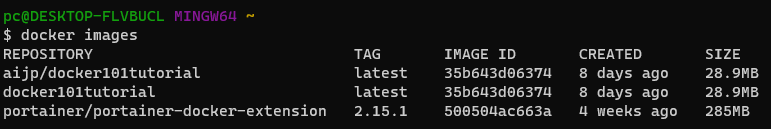 pc@DESKTOP-FLVBUCL MINGW64 ~
$ docker images
REPOSITORY                      TAG       IMAGE ID       CREATED       SIZE
aijp/docker101tutorial          latest    35b643d06374   8 days ago    28.9MB
docker101tutorial               latest    35b643d06374   8 days ago    28.9MB
portainer/portainer-docker-extension   2.15.1    500504ac663a   4 weeks ago   285MB